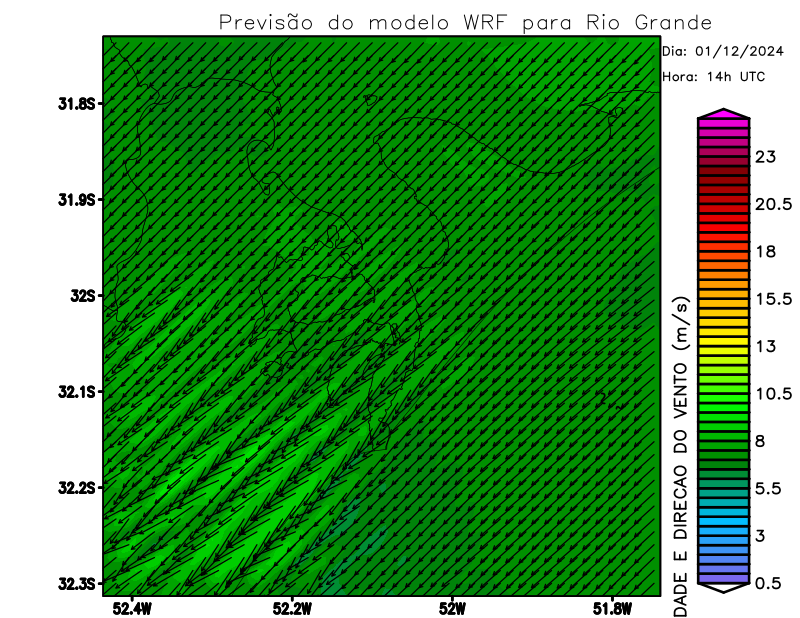 Previsão do modelo WRF para Rio Grande
Dia: 01/12/2024
Hora: 14h UTC
31.8S
31.9S
32S
32.1S
32.2S
32.3S
52.4W
52.2W
52W
51.8W
23
20.5
18
15.5
13
10.5
8
5.5
3
0.5
DADE E DIRECAO DO VENTO (m/s)